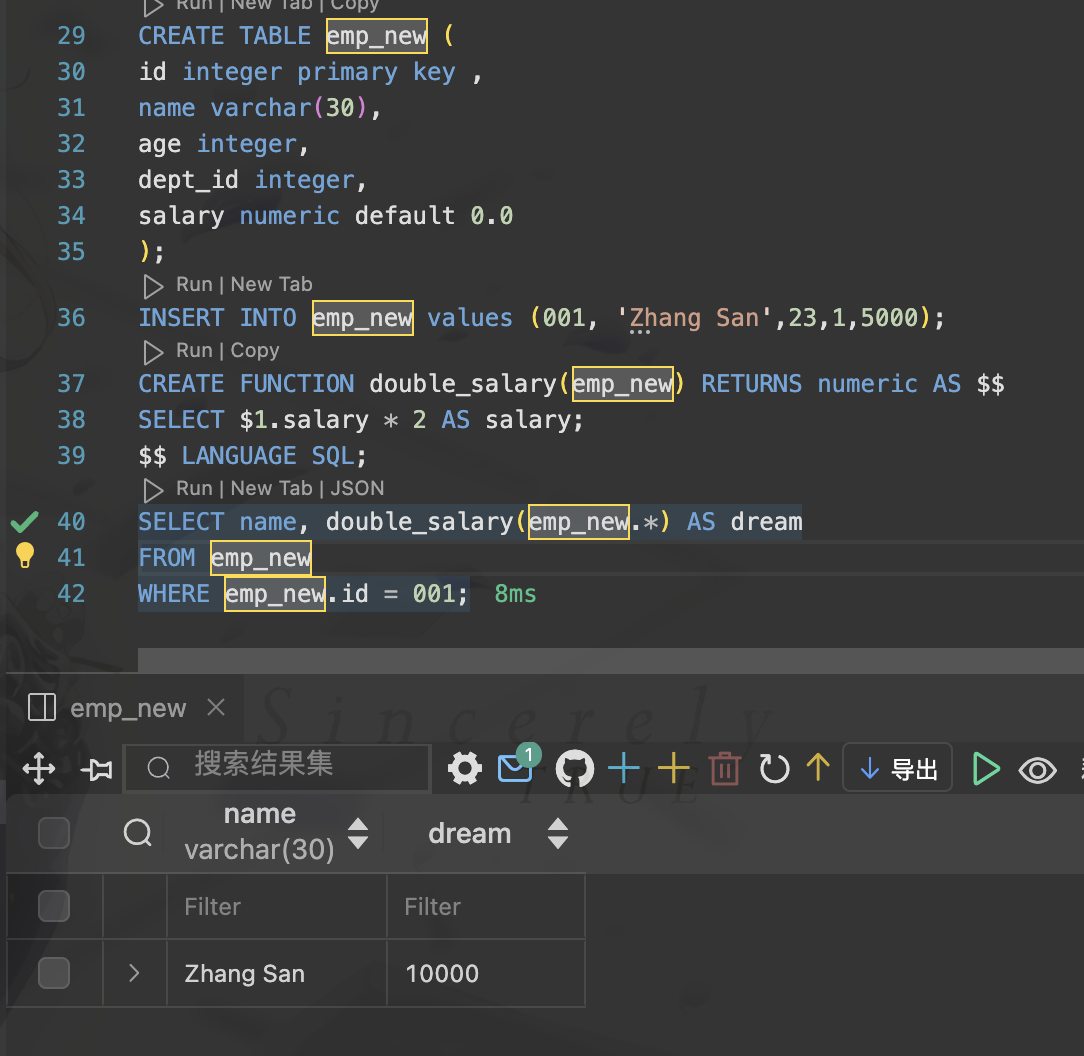 Run | New Tab | Copy
29 CREATE TABLE emp_new (
30 id integer primary key ,
31 name varchar(30),
32 age integer,
33 dept_id integer,
34 salary numeric default 0.0
35 );
Run | New Tab
36 INSERT INTO emp_new values (001, 'Zhang San',23,1,5000);
Run | Copy
37 CREATE FUNCTION double_salary(emp_new) RETURNS numeric AS $$
38 SELECT $1.salary * 2 AS salary;
39 $$ LANGUAGE SQL;
Run | New Tab | JSON
40 SELECT name, double_salary(emp_new.*) AS dream
41 FROM emp_new
42 WHERE emp_new.id = 001; 8ms
Sincerely
TRUE
emp_new
搜索结果集 1 导出
name dream
varchar(30)
Filter Filter
Zhang San 10000